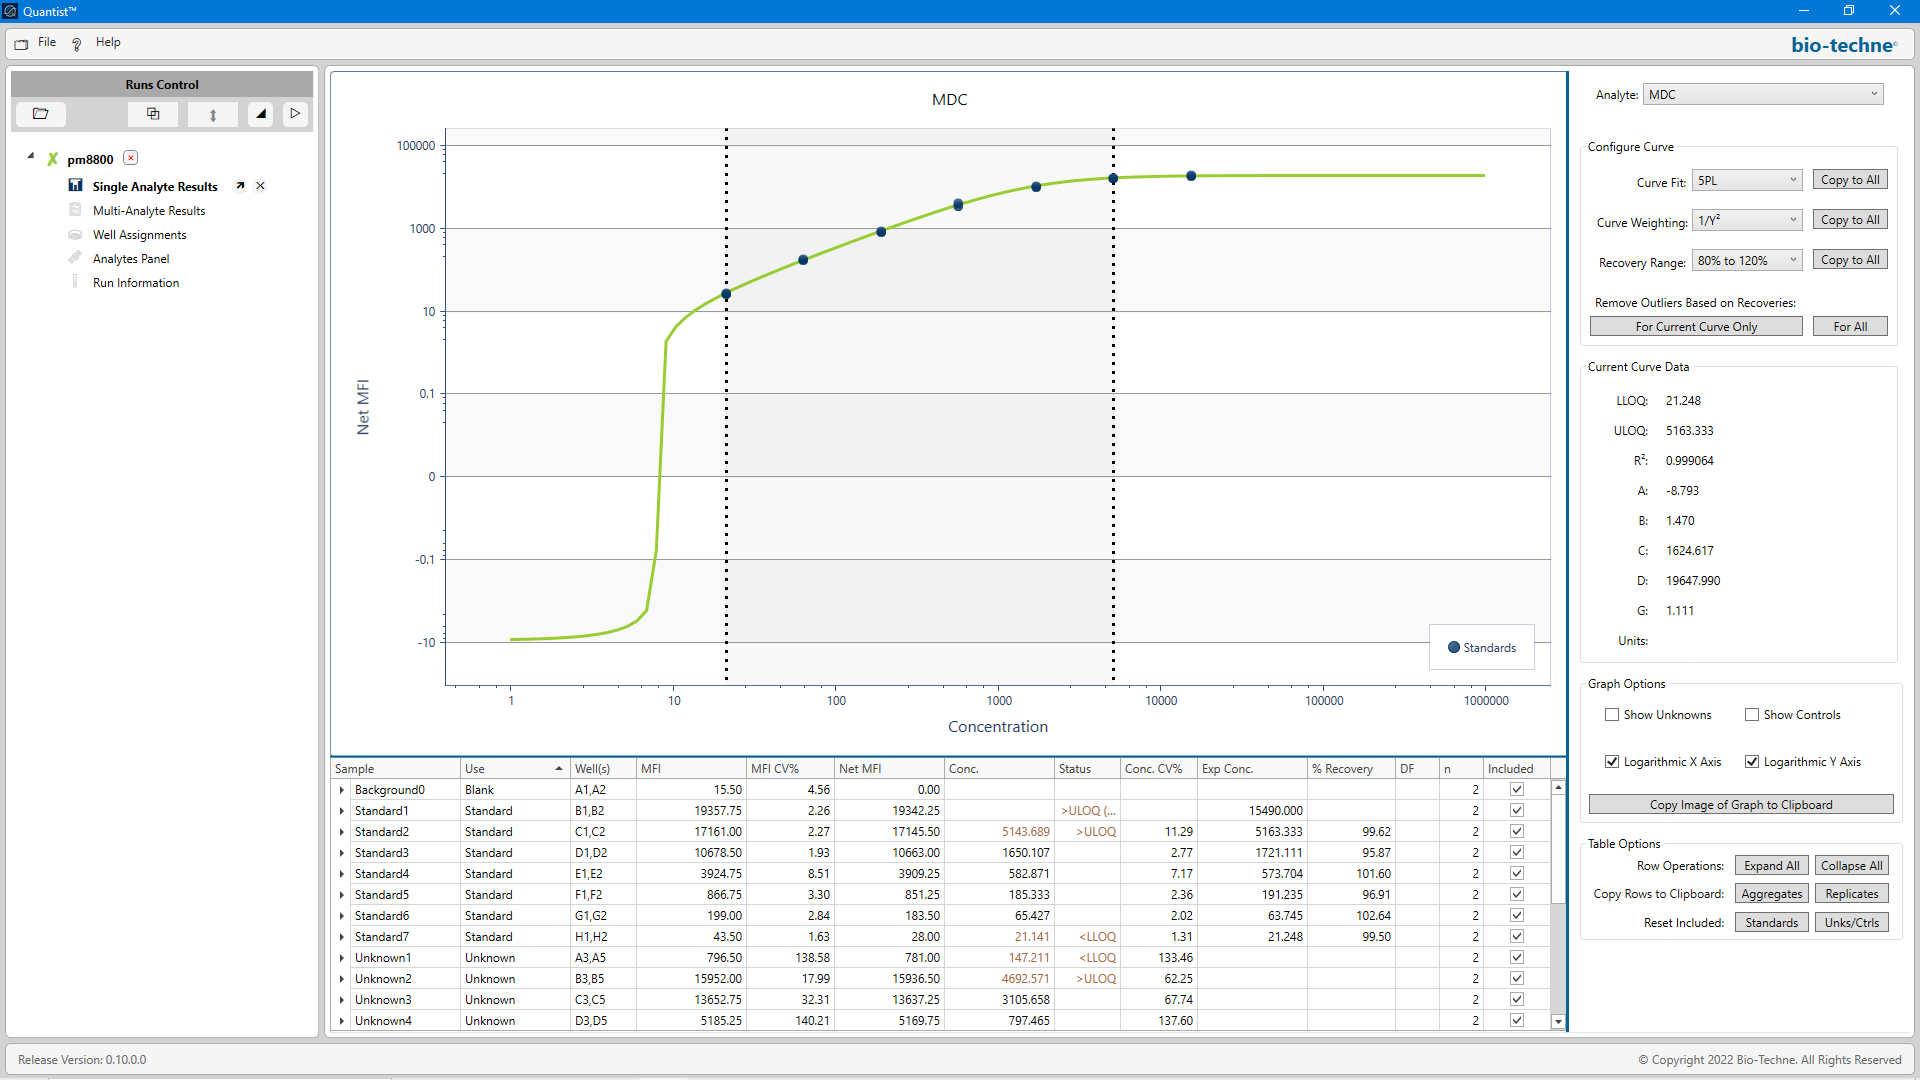 Quantist™
File Help
bio-techne
Runs Control
pm8800
Single Analyte Results
Multi-Analyte Results
Well Assignments
Analytes Panel
Run Information
MDC
100000
1000
10
0.1
0
-0.1
-10
Net MFI
Standards
1 10 100 1000 10000 100000 1000000
Concentration
Analyte: MDC
Configure Curve
Curve Fit: 5PL Copy to All
Curve Weighting: 1/Y² Copy to All
Recovery Range: 80% to 120% Copy to All
Remove Outliers Based on Recoveries:
For Current Curve Only For All
Current Curve Data
LLOQ: 21.248
ULOQ: 5163.333
R²: 0.999064
A: -8.793
B: 1.470
C: 1624.617
D: 19647.990
G: 1.111
Units:
Graph Options
Show Unknowns Show Controls
Logarithmic X Axis Logarithmic Y Axis
Copy Image of Graph to Clipboard
Table Options
Row Operations: Expand All Collapse All
Copy Rows to Clipboard: Aggregates Replicates
Reset Included: Standards Unks/Ctrls
Sample Use Well(s) MFI MFI CV% Net MFI Conc. Status Conc. CV% Exp Conc. % Recovery DF n Included
Background0 Blank A1,A2 15.50 4.56 0.00 2
Standard1 Standard B1,B2 19357.75 2.26 19342.25 >ULOQ (... 15490.000 2
Standard2 Standard C1,C2 17161.00 2.27 17145.50 5143.689 >ULOQ 11.29 5163.333 99.62 2
Standard3 Standard D1,D2 10678.50 1.93 10663.00 1650.107 2.77 1721.111 95.87 2
Standard4 Standard E1,E2 3924.75 8.51 3909.25 582.871 7.17 573.704 101.60 2
Standard5 Standard F1,F2 866.75 3.30 851.25 185.333 2.36 191.235 96.91 2
Standard6 Standard G1,G2 199.00 2.84 183.50 65.427 2.02 63.745 102.64 2
Standard7 Standard H1,H2 43.50 1.63 28.00 21.141 <LLOQ 1.31 21.248 99.50 2
Unknown1 Unknown A3,A5 796.50 138.58 781.00 147.211 <LLOQ 133.46 2
Unknown2 Unknown B3,B5 15952.00 17.99 15936.50 4692.571 >ULOQ 62.25 2
Unknown3 Unknown C3,C5 13652.75 32.31 13637.25 3105.658 67.74 2
Unknown4 Unknown D3,D5 5185.25 140.21 5169.75 797.465 137.60 2
Release Version: 0.10.0.0
© Copyright 2022 Bio-Techne. All Rights Reserved